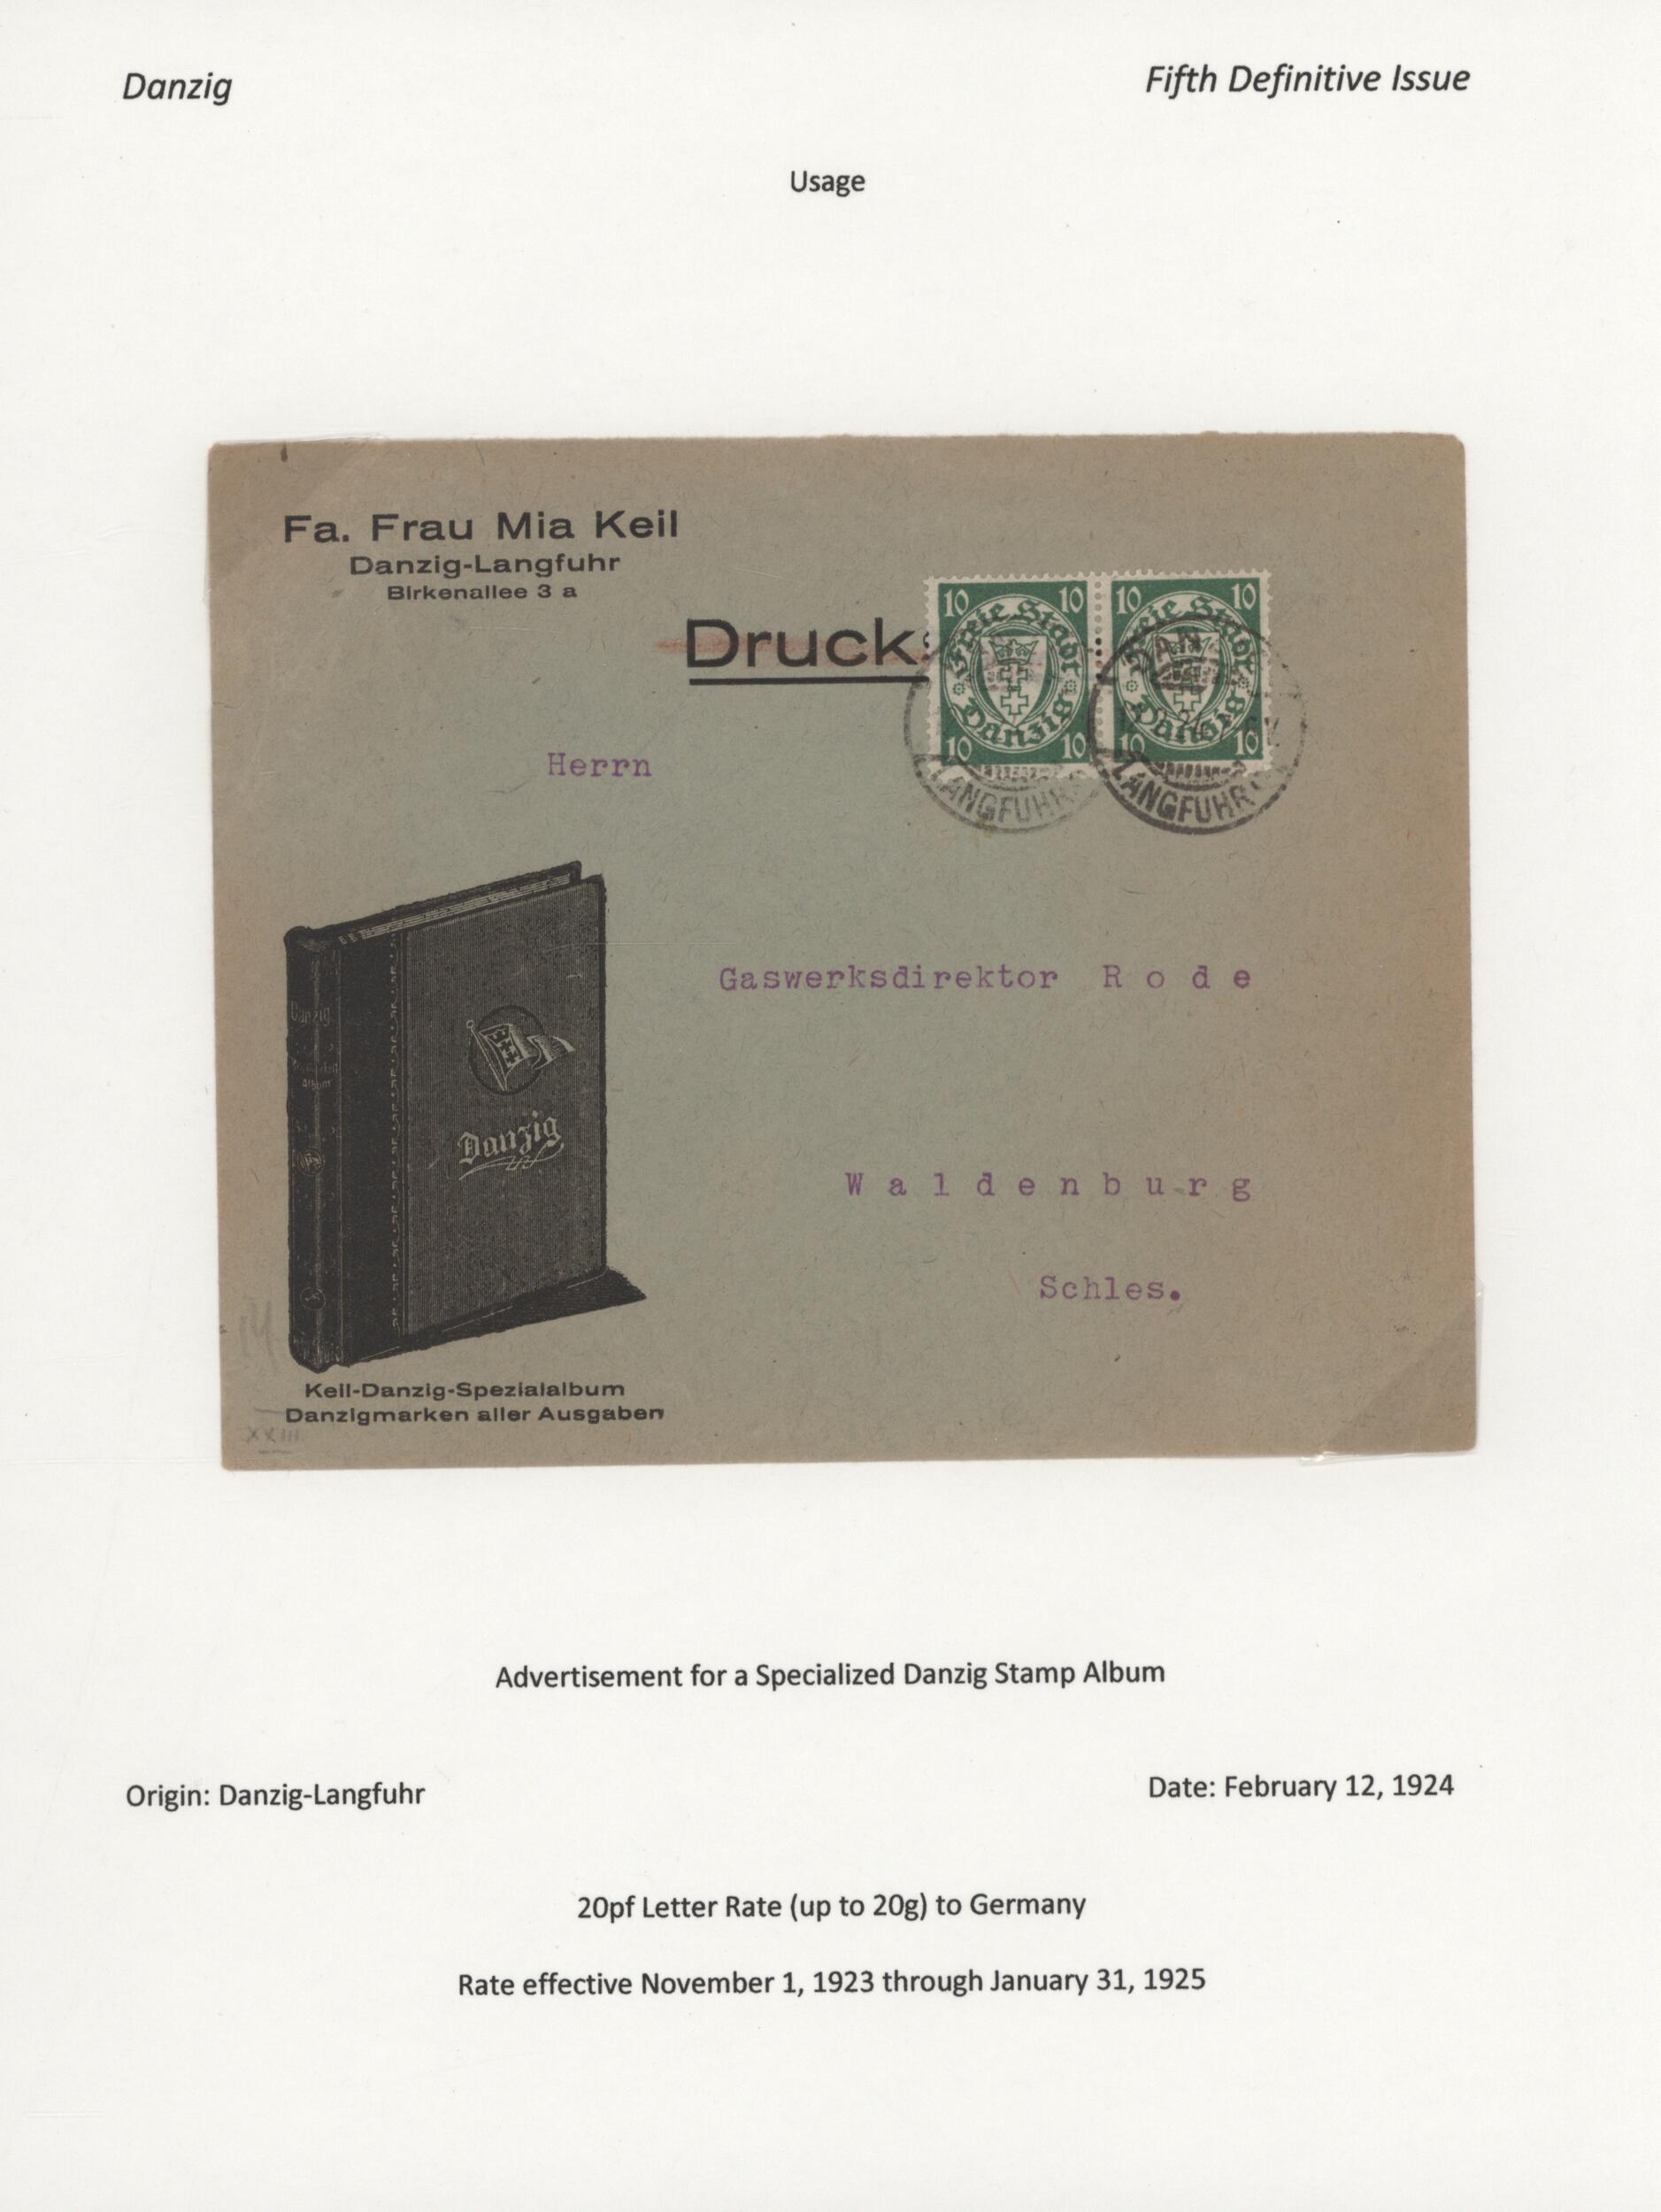 Danzig
Fifth Definitive Issue
Usage
Fa. Frau Mia Keil
Danzig-Langfuhr
Birkenallee 3 a
Druck
10 10 10 10
Freie Stadt Freie Stadt
Danzig Danzig
10 10 10 10
LANGFUHR LANGFUHR
Herrn
Gaswerksdirektor R o d e
W a l d e n b u r g
Schles.
Danzig
Album
Danzig
Keil-Danzig-Spezialalbum
Danzigmarken aller Ausgaben
XXIII
Advertisement for a Specialized Danzig Stamp Album
Origin: Danzig-Langfuhr
Date: February 12, 1924
20pf Letter Rate (up to 20g) to Germany
Rate effective November 1, 1923 through January 31, 1925